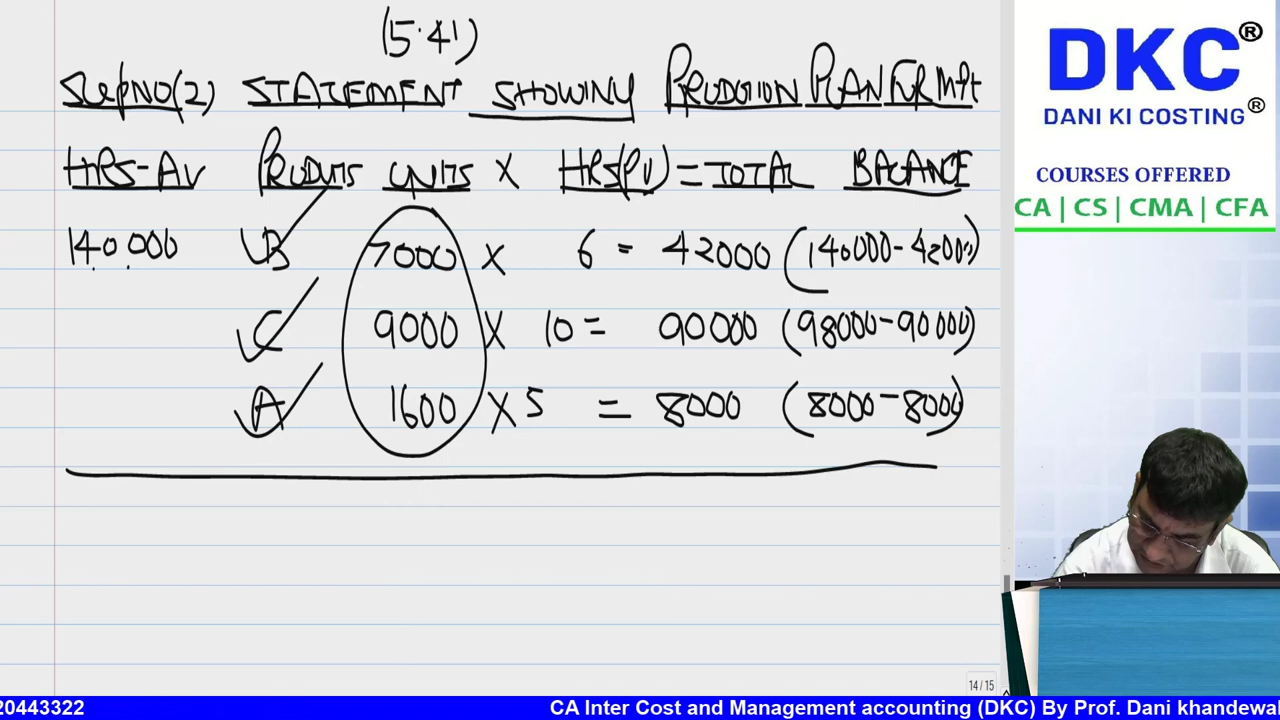 (5.41)
StepNO(2) STATEMENT SHOWING PRODUCTION PLAN FOR MPt
HRS-AV PRODUCTS UNITS X HRS(PU) = TOTAL BALANCE
140000 B 7000 X 6 = 42000 (140000-42000)
C 9000 X 10 = 90000 (98000-90000)
A 1600 X 5 = 8000 (8000-8000)
DKC®
DANI KI COSTING®
COURSES OFFERED
CA | CS | CMA | CFA
14/15
20443322 CA Inter Cost and Management accounting (DKC) By Prof. Dani khandewa